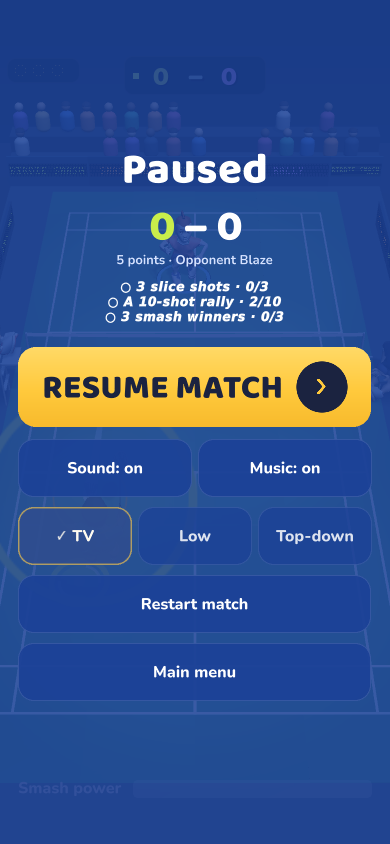 0 – 0
Paused
0 – 0
5 points · Opponent Blaze
○ 3 slice shots · 0/3
○ A 10-shot rally · 2/10
○ 3 smash winners · 0/3
RESUME MATCH ›
Sound: on
Music: on
✓ TV
Low
Top-down
Restart match
Main menu
Smash power